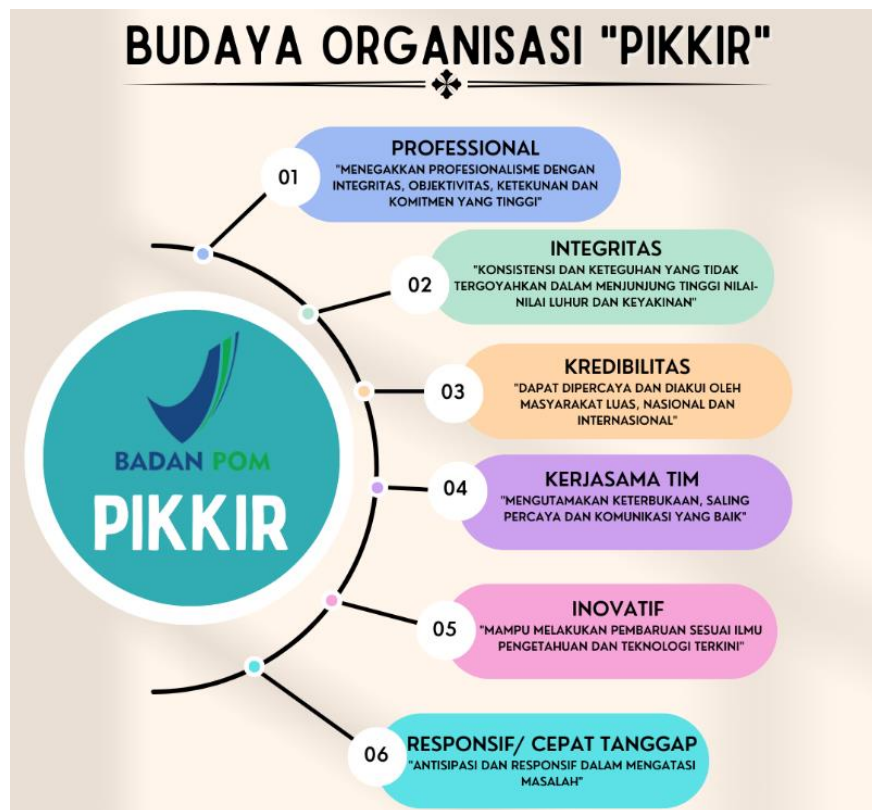 BUDAYA ORGANISASI "PIKKIR"
01
PROFESSIONAL
"MENEGAKKAN PROFESIONALISME DENGAN
INTEGRITAS, OBJEKTIVITAS, KETEKUNAN DAN
KOMITMEN YANG TINGGI"
02
INTEGRITAS
"KONSISTENSI DAN KETEGUHAN YANG TIDAK
TERGOYAHKAN DALAM MENJUNJUNG TINGGI NILAI-
NILAI LUHUR DAN KEYAKINAN"
03
KREDIBILITAS
"DAPAT DIPERCAYA DAN DIAKUI OLEH
MASYARAKAT LUAS, NASIONAL DAN
INTERNASIONAL"
BADAN POM
PIKKIR
04
KERJASAMA TIM
"MENGUTAMAKAN KETERBUKAAN, SALING
PERCAYA DAN KOMUNIKASI YANG BAIK"
05
INOVATIF
"MAMPU MELAKUKAN PEMBARUAN SESUAI ILMU
PENGETAHUAN DAN TEKNOLOGI TERKINI"
06
RESPONSIF/ CEPAT TANGGAP
"ANTISIPASI DAN RESPONSIF DALAM MENGATASI
MASALAH"